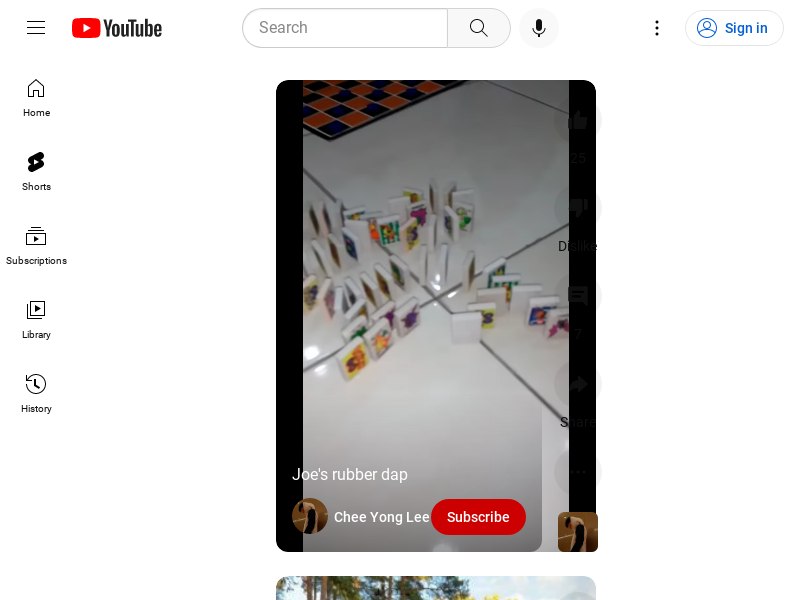 YouTube
Search
Sign in
Home
Shorts
Subscriptions
Library
History
25
Dislike
7
Share
Joe's rubber dap
Chee Yong Lee
Subscribe